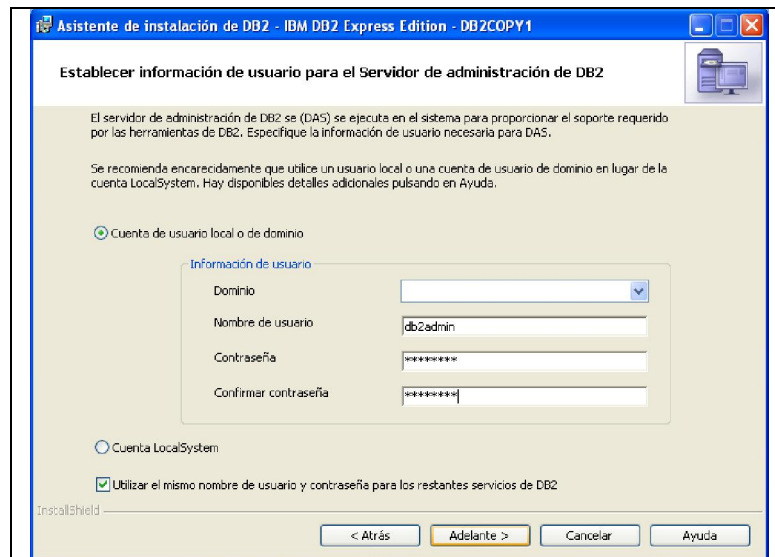 Asistente de instalación de DB2 - IBM DB2 Express Edition - DB2COPY1
Establecer información de usuario para el Servidor de administración de DB2
El servidor de administración de DB2 se (DAS) se ejecuta en el sistema para proporcionar el soporte requerido
por las herramientas de DB2. Especifique la información de usuario necesaria para DAS.
Se recomienda encarecidamente que utilice un usuario local o una cuenta de usuario de dominio en lugar de la
cuenta LocalSystem. Hay disponibles detalles adicionales pulsando en Ayuda.
Cuenta de usuario local o de dominio
Información de usuario
Dominio
Nombre de usuario
db2admin
Contraseña
********
Confirmar contraseña
********
Cuenta LocalSystem
Utilizar el mismo nombre de usuario y contraseña para los restantes servicios de DB2
InstallShield
< Atrás
Adelante >
Cancelar
Ayuda